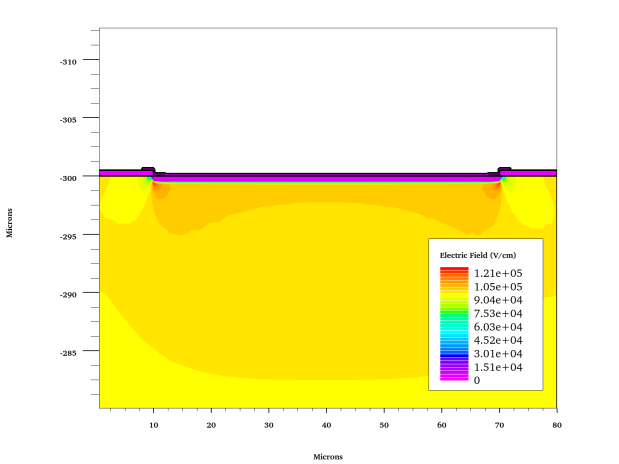 -310
-305
-300
-295
-290
-285
Microns
Electric Field (V/cm)
1.21e+05
1.05e+05
9.04e+04
7.53e+04
6.03e+04
4.52e+04
3.01e+04
1.51e+04
0
10 20 30 40 50 60 70 80
Microns